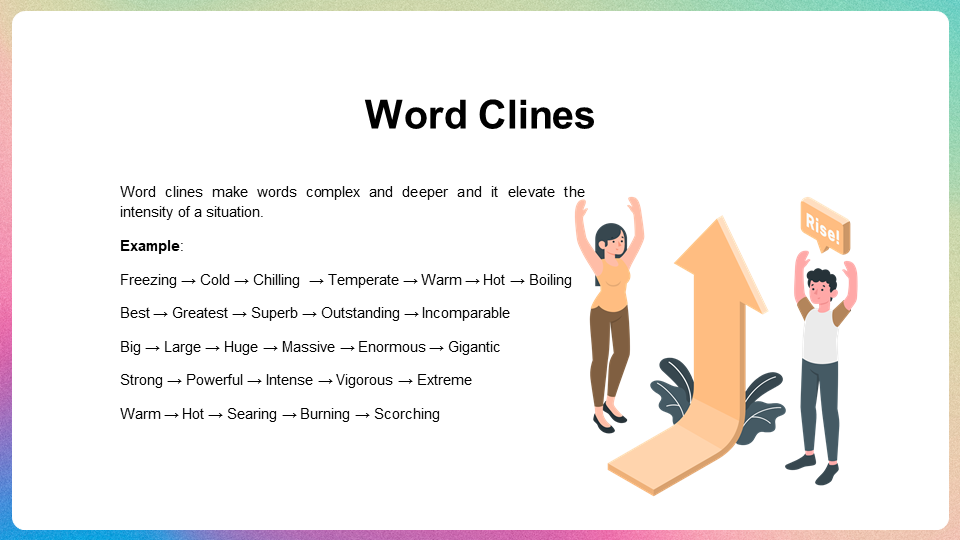 Word Clines
Word clines make words complex and deeper and it elevate the
intensity of a situation.
Example:
Freezing → Cold → Chilling → Temperate → Warm → Hot → Boiling
Best → Greatest → Superb → Outstanding → Incomparable
Big → Large → Huge → Massive → Enormous → Gigantic
Strong → Powerful → Intense → Vigorous → Extreme
Warm → Hot → Searing → Burning → Scorching
Rise!